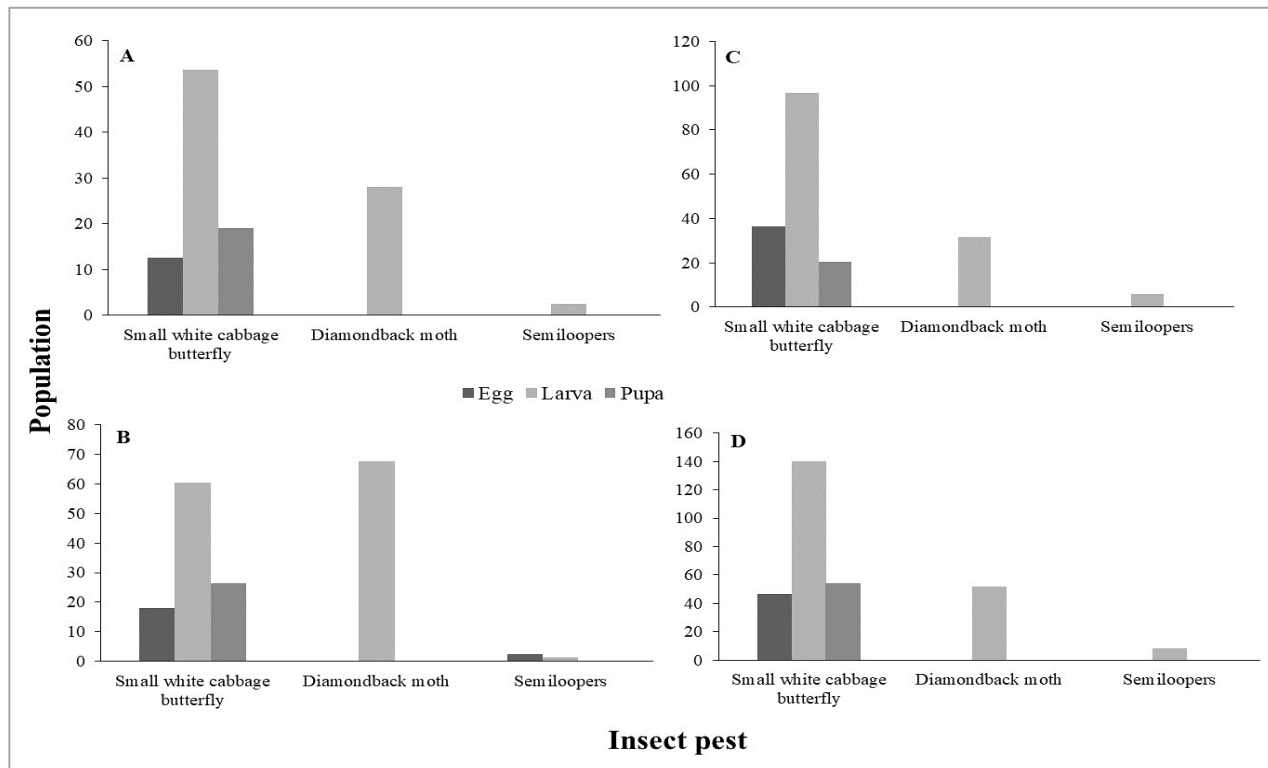 A
60
50
40
30
20
10
0
Small white cabbage
butterfly
Diamondback moth
Semiloopers
C
120
100
80
60
40
20
0
Small white cabbage
butterfly
Diamondback moth
Semiloopers
Population
Egg Larva Pupa
B
80
70
60
50
40
30
20
10
0
Small white cabbage
butterfly
Diamondback moth
Semiloopers
D
160
140
120
100
80
60
40
20
0
Small white cabbage
butterfly
Diamondback moth
Semiloopers
Insect pest